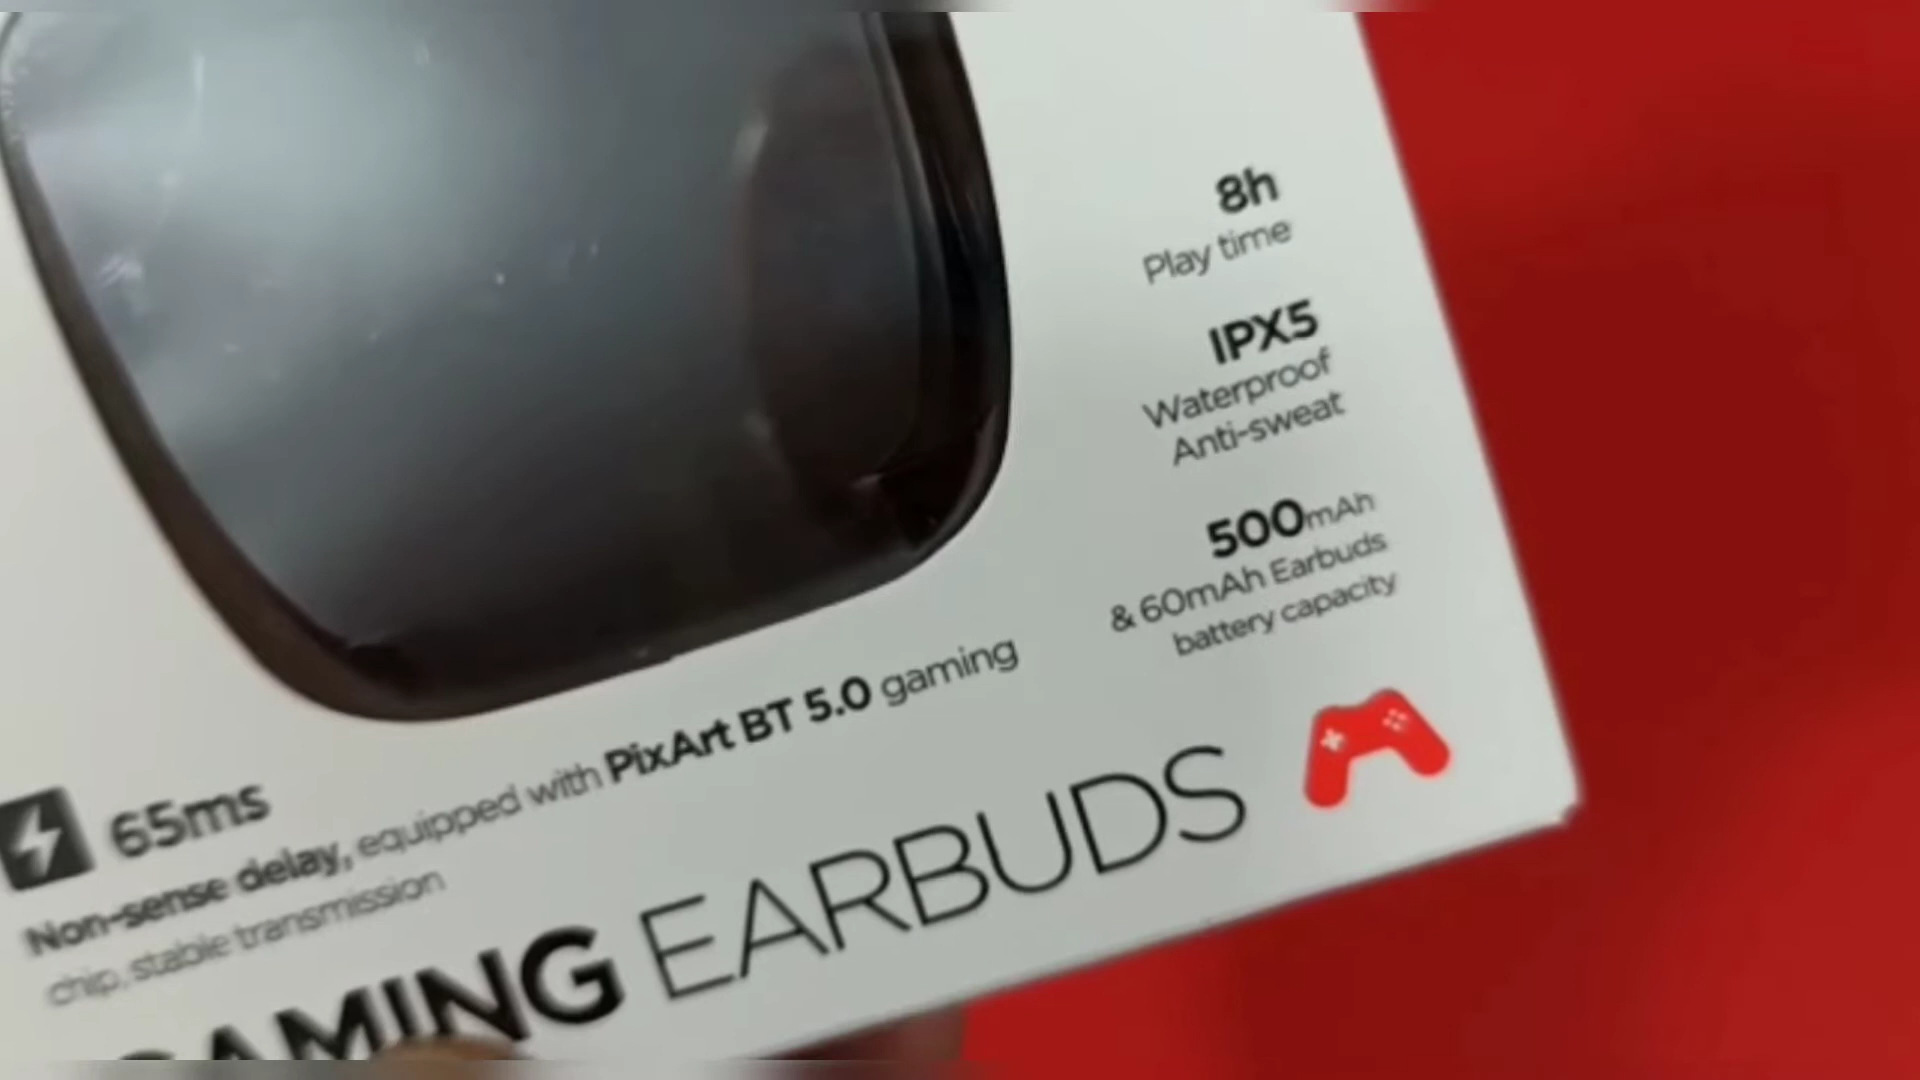 8h
Play time
IPX5
Waterproof
Anti-sweat
500mAh
& 60mAh Earbuds
battery capacity
65ms
Non-sense delay, equipped with PixArt BT 5.0 gaming
chip, stable transmission
GAMING EARBUDS